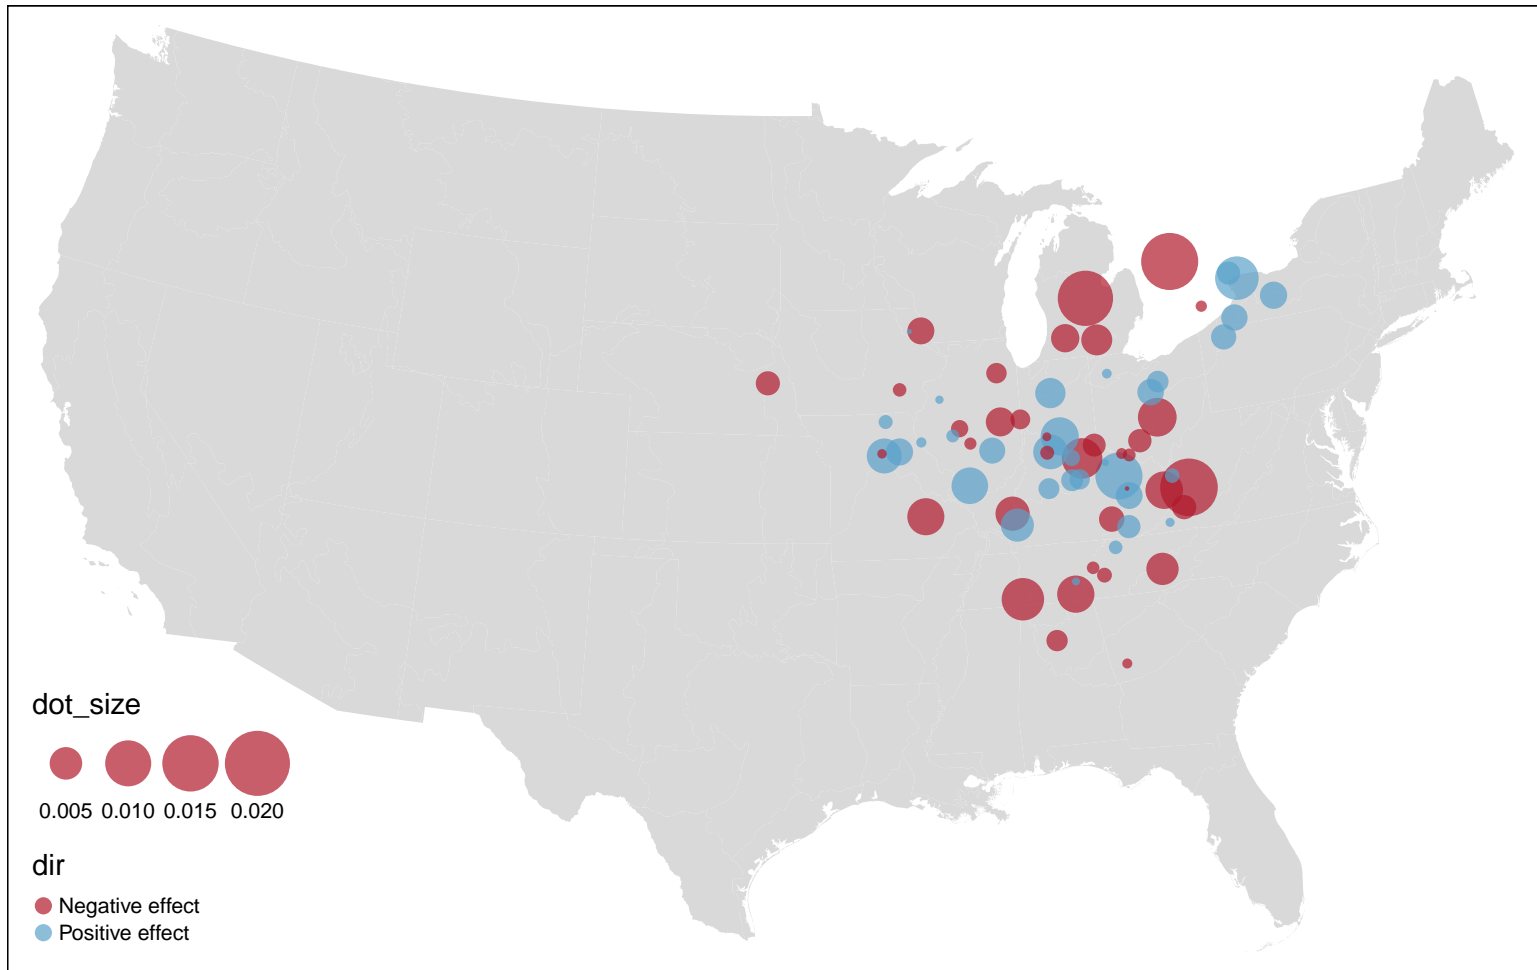 dot_size
0.005 0.010 0.015 0.020
dir
Negative effect
Positive effect